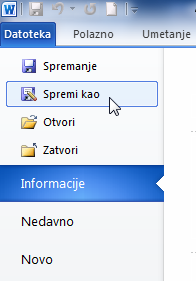 Datoteka Polazno Umetanje
Spremanje
Spremi kao
Otvori
Zatvori
Informacije
Nedavno
Novo